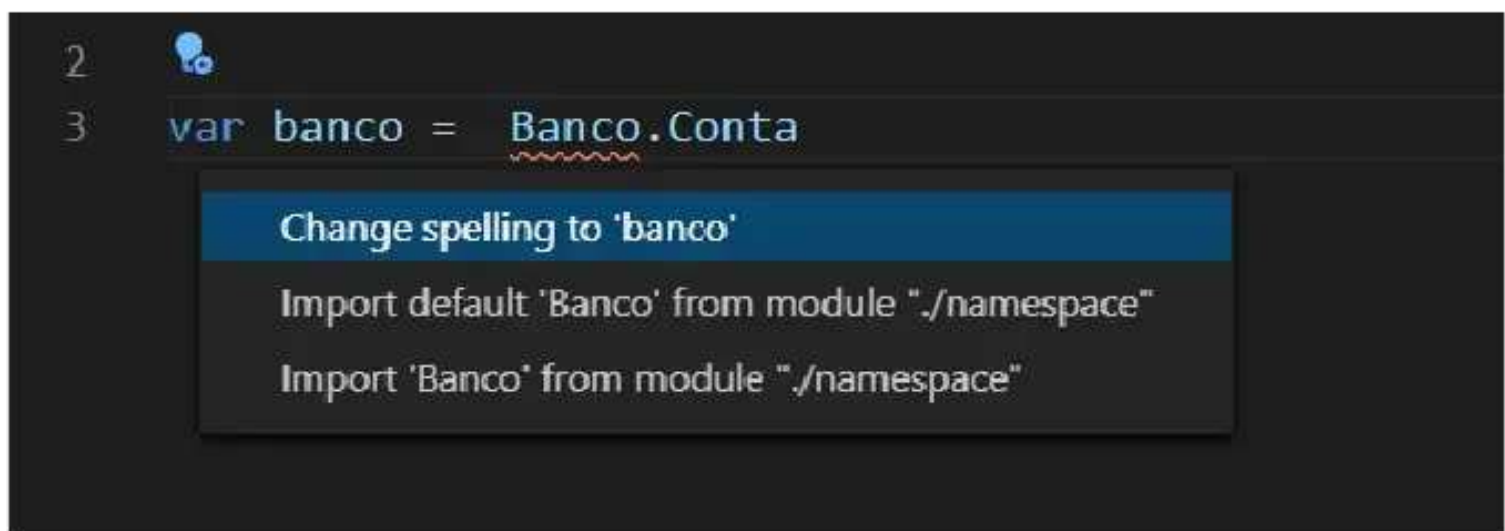 2
3 var banco =  Banco.Conta
Change spelling to 'banco'
Import default 'Banco' from module "./namespace"
Import 'Banco' from module "./namespace"